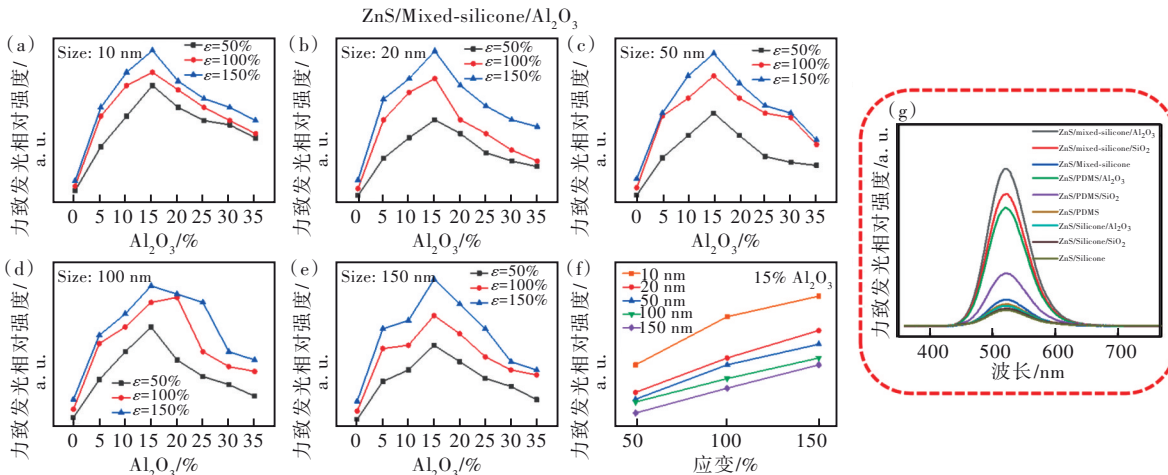 ZnS/Mixed-silicone/Al₂O₃
(a)
Size: 10 nm
ε=50%
ε=100%
ε=150%
力致发光相对强度/
a. u.
0 5 10 15 20 25 30 35
Al₂O₃/%
(b)
Size: 20 nm
ε=50%
ε=100%
ε=150%
力致发光相对强度/
a. u.
0 5 10 15 20 25 30 35
Al₂O₃/%
(c)
Size: 50 nm
ε=50%
ε=100%
ε=150%
力致发光相对强度/
a. u.
0 5 10 15 20 25 30 35
Al₂O₃/%
(d)
Size: 100 nm
ε=50%
ε=100%
ε=150%
力致发光相对强度/
a. u.
0 5 10 15 20 25 30 35
Al₂O₃/%
(e)
Size: 150 nm
ε=50%
ε=100%
ε=150%
力致发光相对强度/
a. u.
0 5 10 15 20 25 30 35
Al₂O₃/%
(f)
10 nm
20 nm
50 nm
100 nm
150 nm
15% Al₂O₃
力致发光相对强度/
a. u.
50 100 150
应变/%
(g)
ZnS/mixed-silicone/Al₂O₃
ZnS/mixed-silicone/SiO₂
ZnS/Mixed-silicone
ZnS/PDMS/Al₂O₃
ZnS/PDMS/SiO₂
ZnS/PDMS
ZnS/Silicone/Al₂O₃
ZnS/Silicone/SiO₂
ZnS/Silicone
力致发光相对强度/a. u.
400 500 600 700
波长/nm